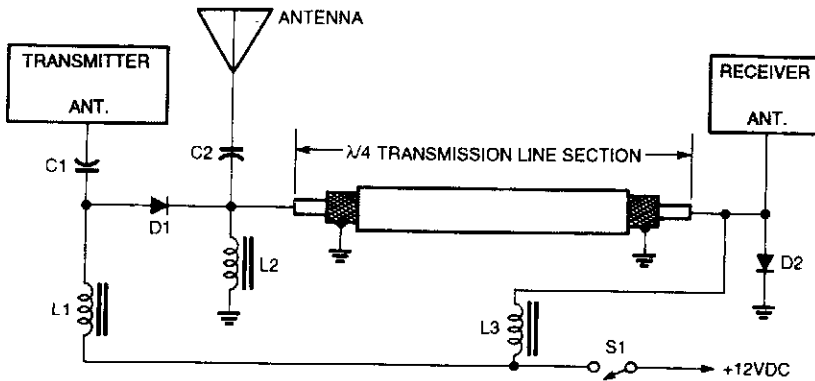 ANTENNA
TRANSMITTER
ANT.
RECEIVER
ANT.
C1
C2
λ/4 TRANSMISSION LINE SECTION
D1
L2
D2
L1
L3
S1
+12VDC